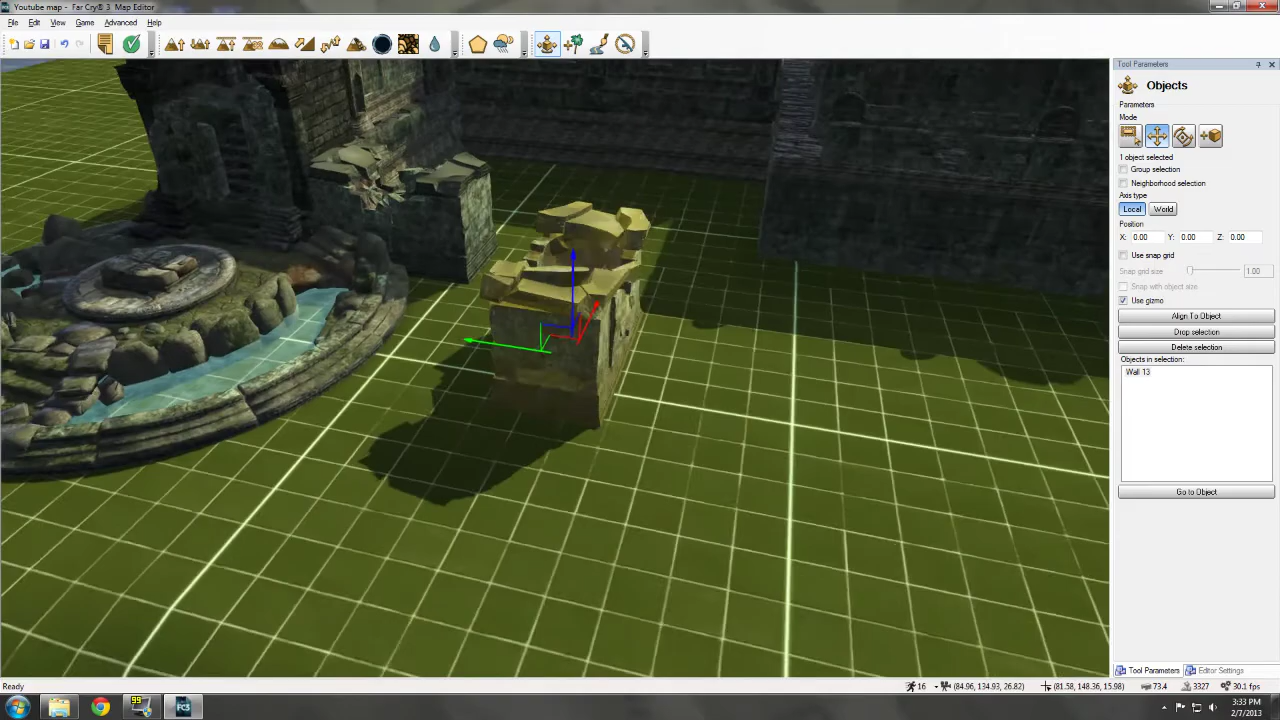 Youtube map - Far Cry® 3 Map Editor
File Edit View Game Advanced Help
Tool Parameters
Objects
Parameters
Mode
1 object selected
Group selection
Neighborhood selection
Axis type
Local World
Position
X: 0.00 Y: 0.00 Z: 0.00
Use snap grid
Snap grid size 1.00
Snap with object size
Use gizmo
Align To Object
Drop selection
Delete selection
Objects in selection:
Wall 13
Go to Object
Tool Parameters Editor Settings
Ready 16 (84.96, 134.93, 26.82) (81.58, 148.36, 15.98) 73.4 3327 30.1 fps
99 FC3 3:33 PM
2/7/2013